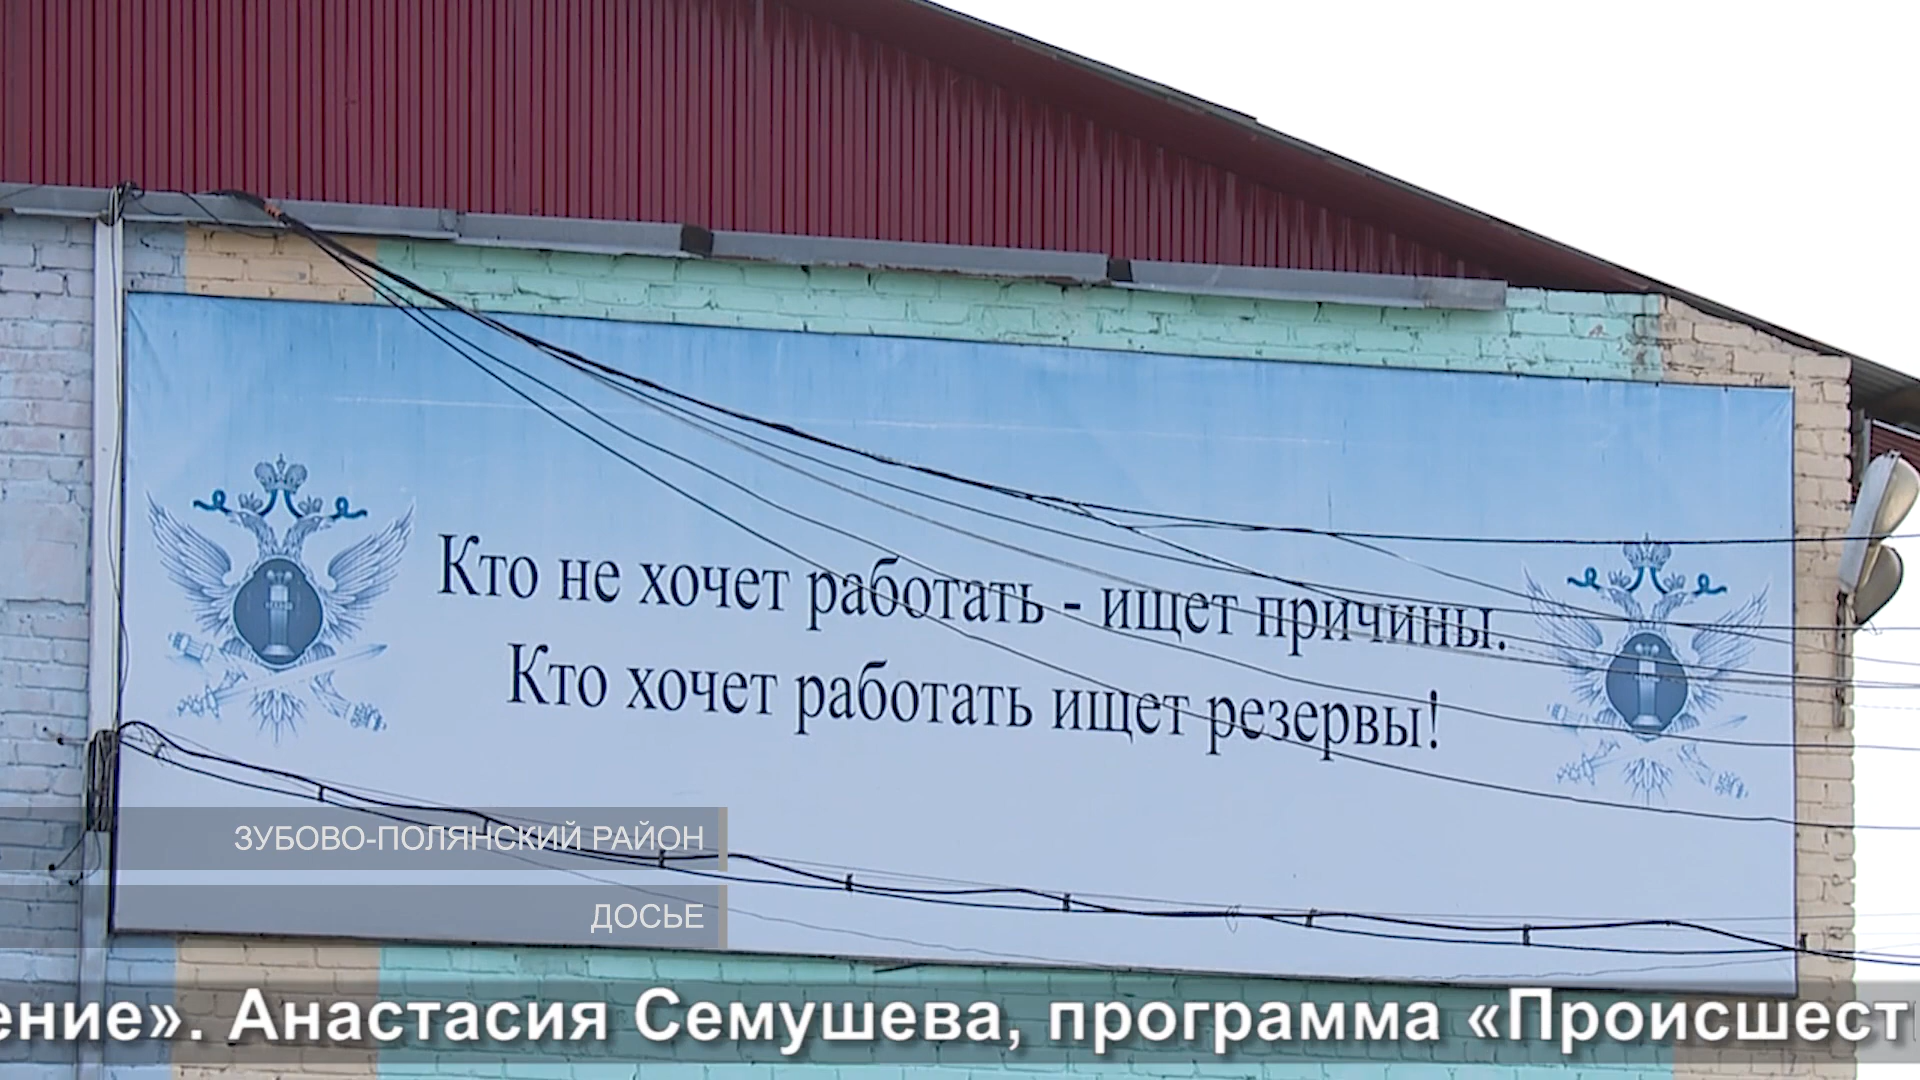 Кто не хочет работать - ищет причины.
Кто хочет работать ищет резервы!
ЗУБОВО-ПОЛЯНСКИЙ РАЙОН
ДОСЬЕ
ение». Анастасия Семушева, программа «Происшест